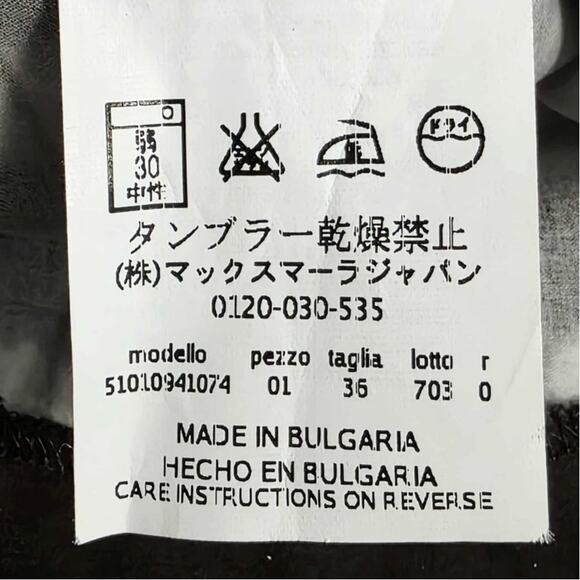 弱
30
中性
ドライ
タンブラー乾燥禁止
(株)マックスマーラジャパン
0120-030-535
modello pezzo taglia lotto r
51010941074 01 36 703 0
MADE IN BULGARIA
HECHO EN BULGARIA
CARE INSTRUCTIONS ON REVERSE